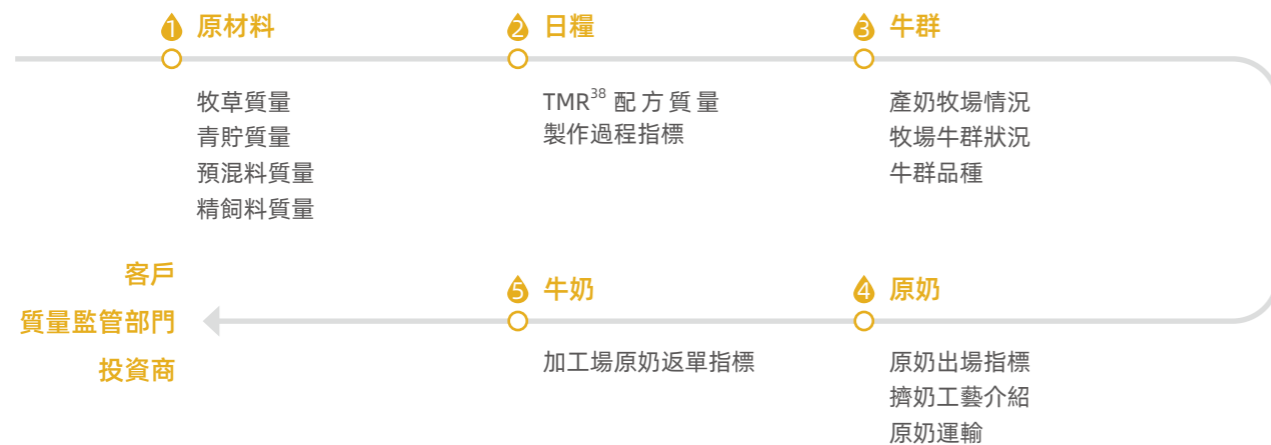 1 原材料
牧草質量
青貯質量
預混料質量
精飼料質量
2 日糧
TMR38 配方質量
製作過程指標
3 牛群
產奶牧場情況
牧場牛群狀況
牛群品種
4 原奶
原奶出場指標
擠奶工藝介紹
原奶運輸
5 牛奶
加工場原奶返單指標
客戶
質量監管部門
投資商